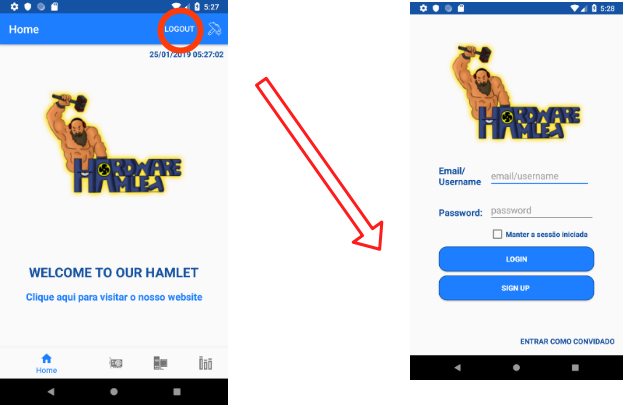 5:27
Home
LOGOUT
25/01/2019 05:27:02
HARDWARE
HAMLET
WELCOME TO OUR HAMLET
Clique aqui para visitar o nosso website
Home
5:28
HARDWARE
HAMLET
Email/
Username
email/username
Password:
password
Manter a sessão iniciada
LOGIN
SIGN UP
ENTRAR COMO CONVIDADO